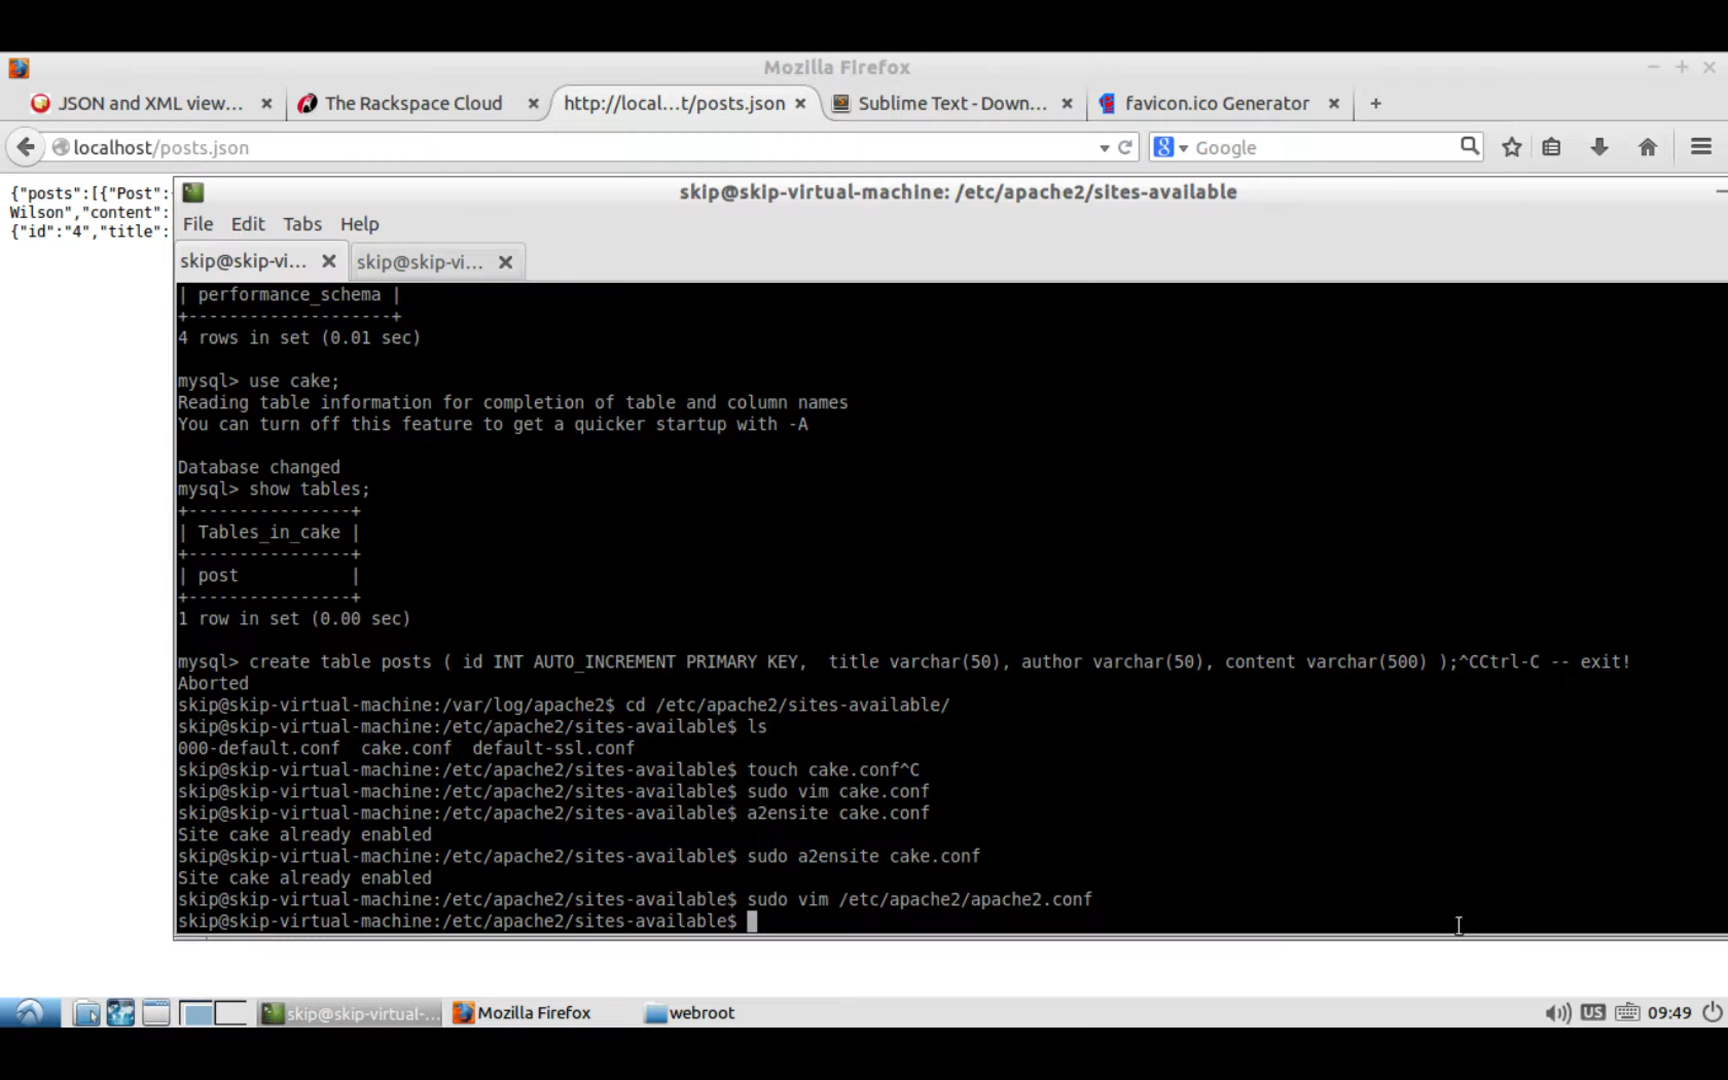 Mozilla Firefox
JSON and XML view...
The Rackspace Cloud
http://local...t/posts.json
Sublime Text - Down...
favicon.ico Generator
localhost/posts.json
Google
{"posts":[{"Post":
Wilson","content":
{"id":"4","title":
skip@skip-virtual-machine: /etc/apache2/sites-available
File Edit Tabs Help
skip@skip-vi...
skip@skip-vi...
| performance_schema |
+--------------------+
4 rows in set (0.01 sec)
mysql> use cake;
Reading table information for completion of table and column names
You can turn off this feature to get a quicker startup with -A
Database changed
mysql> show tables;
+----------------+
| Tables_in_cake |
+----------------+
| post           |
+----------------+
1 row in set (0.00 sec)
mysql> create table posts ( id INT AUTO_INCREMENT PRIMARY KEY,  title varchar(50), author varchar(50), content varchar(500) );^CCtrl-C -- exit!
Aborted
skip@skip-virtual-machine:/var/log/apache2$ cd /etc/apache2/sites-available/
skip@skip-virtual-machine:/etc/apache2/sites-available$ ls
000-default.conf  cake.conf  default-ssl.conf
skip@skip-virtual-machine:/etc/apache2/sites-available$ touch cake.conf^C
skip@skip-virtual-machine:/etc/apache2/sites-available$ sudo vim cake.conf
skip@skip-virtual-machine:/etc/apache2/sites-available$ a2ensite cake.conf
Site cake already enabled
skip@skip-virtual-machine:/etc/apache2/sites-available$ sudo a2ensite cake.conf
Site cake already enabled
skip@skip-virtual-machine:/etc/apache2/sites-available$ sudo vim /etc/apache2/apache2.conf
skip@skip-virtual-machine:/etc/apache2/sites-available$
skip@skip-virtual-...
Mozilla Firefox
webroot
US
09:49